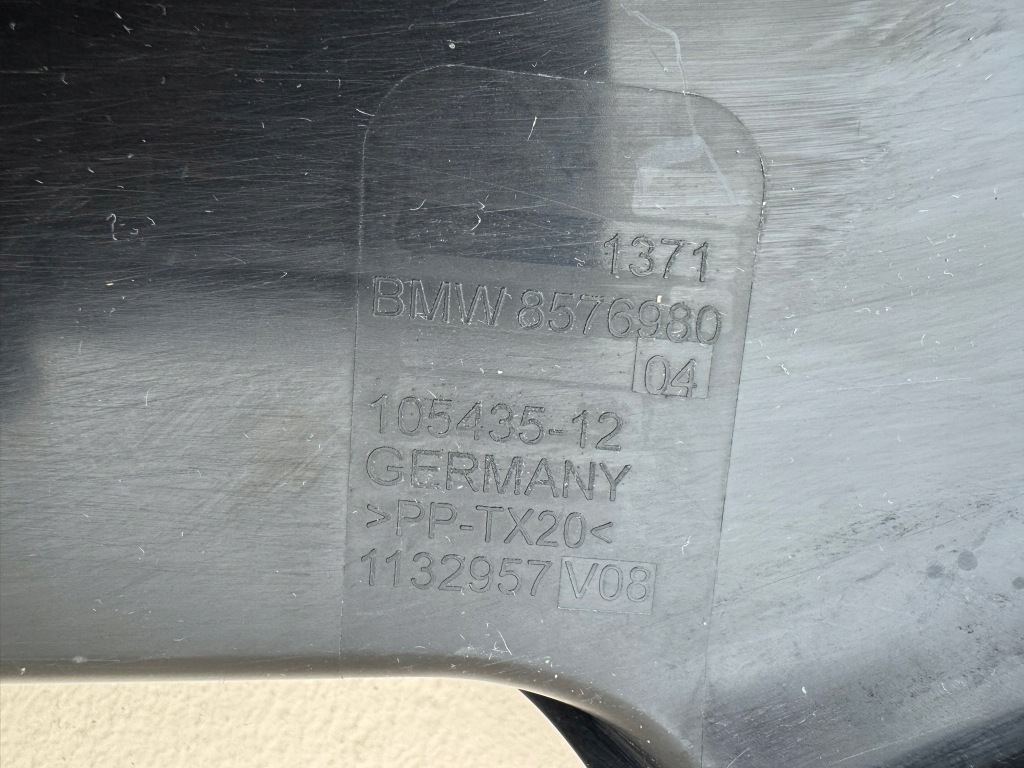 1371
BMW 8576980
04
105435-12
GERMANY
>PP-TX20<
1132957 V08